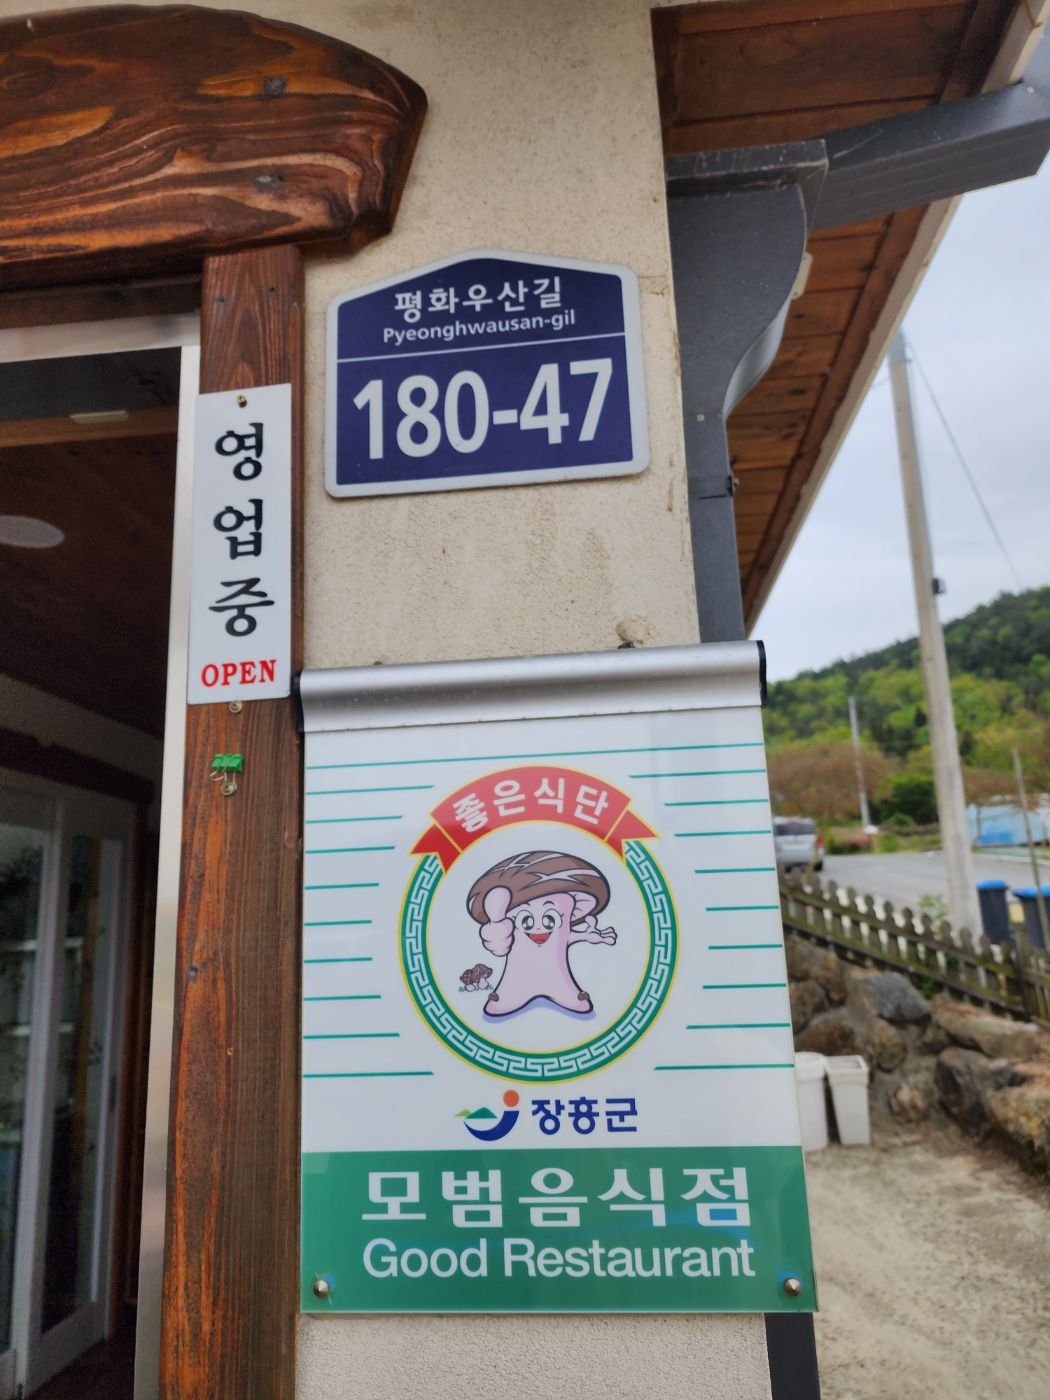 평화우산길
Pyeonghwausan-gil
180-47
영업중
OPEN
좋은식단
장흥군
모범음식점
Good Restaurant